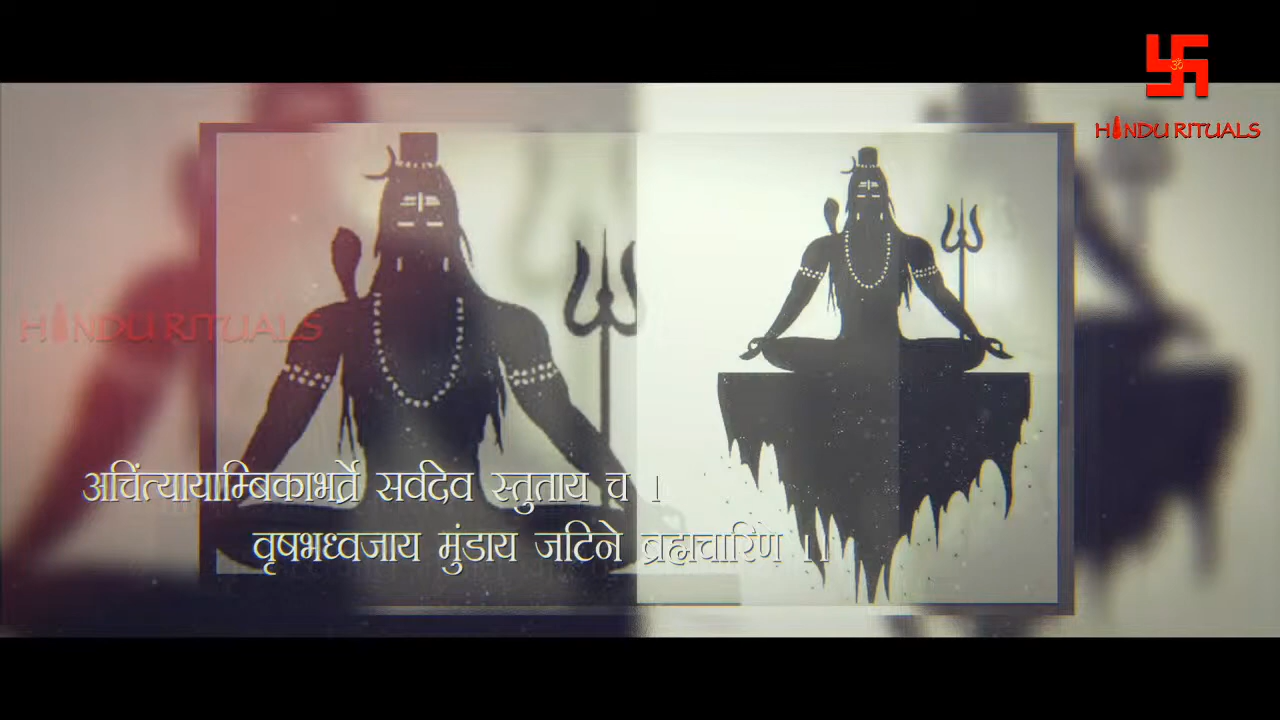 ॐ
HINDU RITUALS
HINDU RITUALS
अचिंत्यायाम्बिकाभर्त्रे सर्वदेव स्तुताय च ।
वृषभध्वजाय मुंडाय जटिने ब्रह्मचारिणे ।।